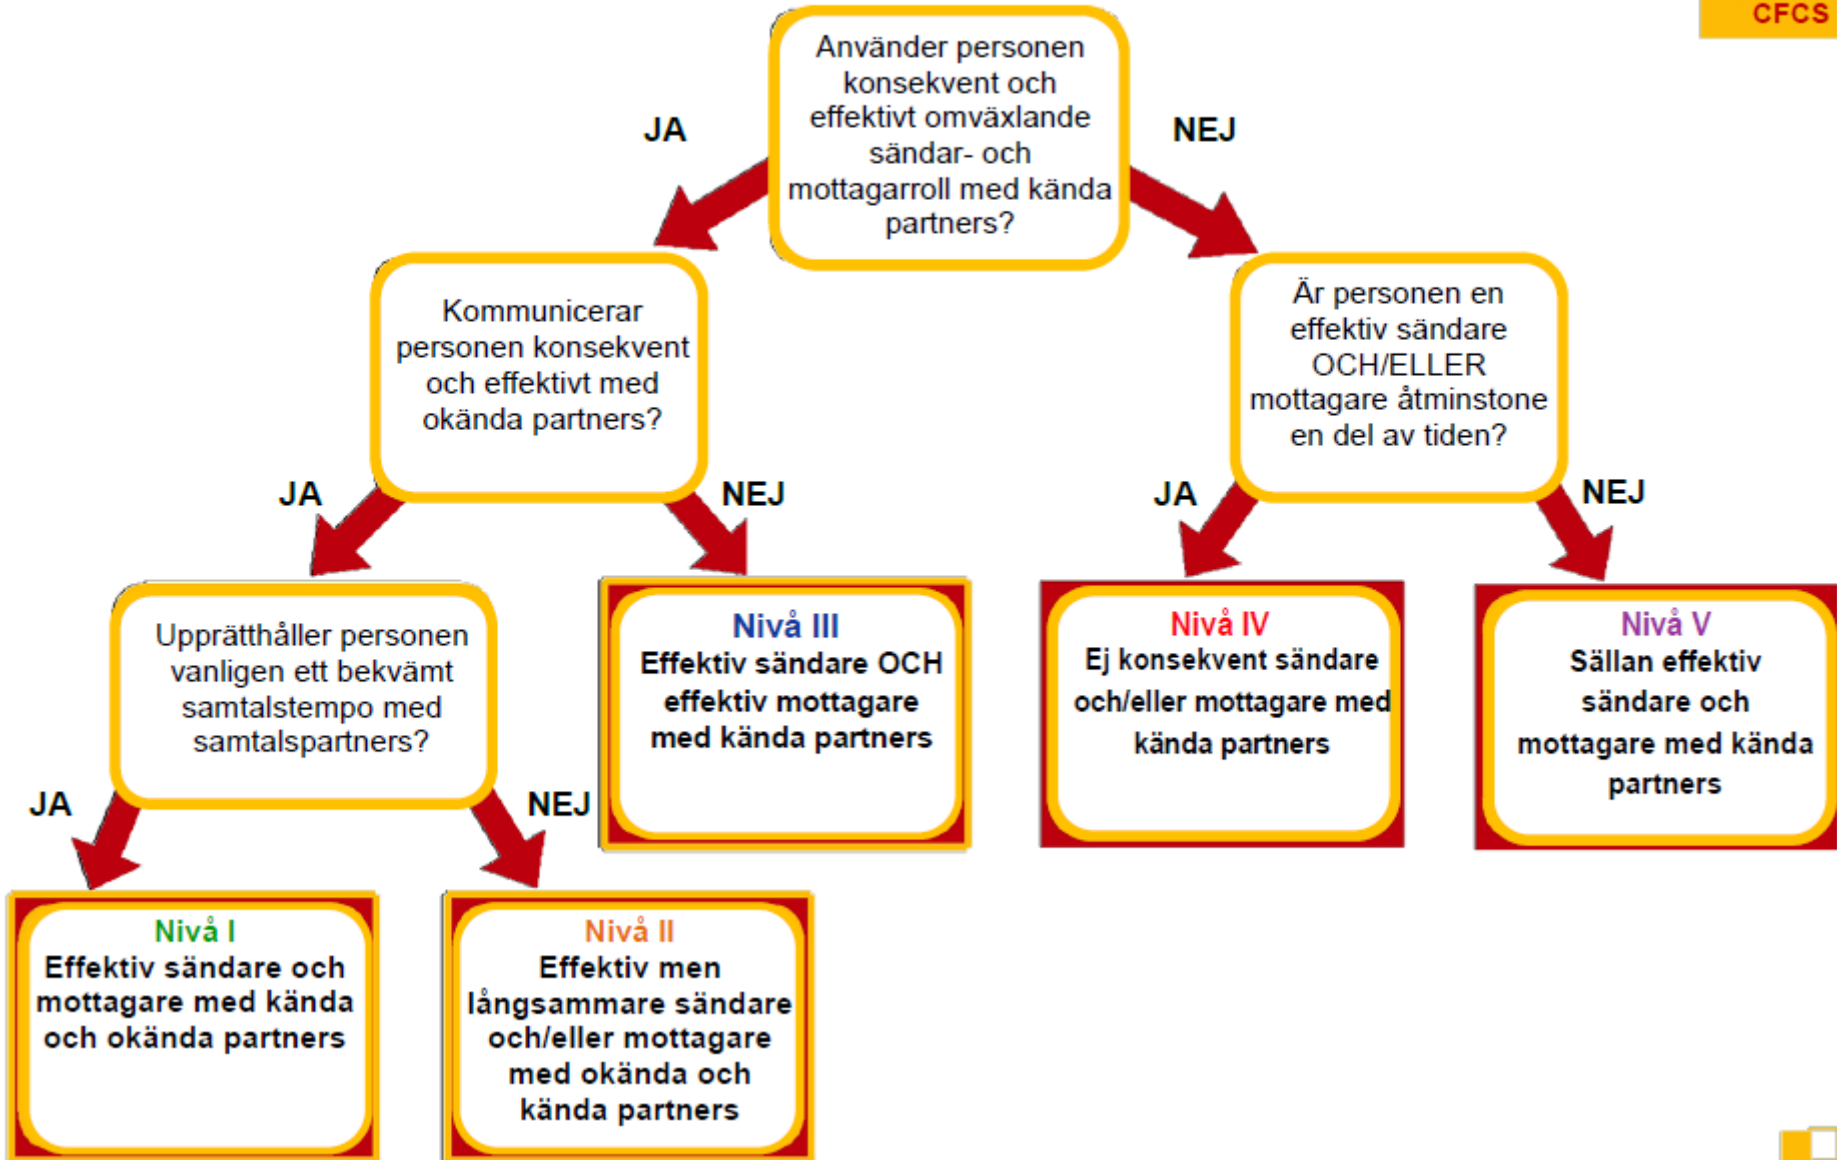 CFCS
Använder personen
konsekvent och
effektivt omväxlande
sändar- och
mottagarroll med kända
partners?
JA
NEJ
Kommunicerar
personen konsekvent
och effektivt med
okända partners?
Är personen en
effektiv sändare
OCH/ELLER
mottagare åtminstone
en del av tiden?
JA
NEJ
JA
NEJ
Upprätthåller personen
vanligen ett bekvämt
samtalstempo med
samtalspartners?
Nivå III
Effektiv sändare OCH
effektiv mottagare
med kända partners
Nivå IV
Ej konsekvent sändare
och/eller mottagare med
kända partners
Nivå V
Sällan effektiv
sändare och
mottagare med kända
partners
JA
NEJ
Nivå I
Effektiv sändare och
mottagare med kända
och okända partners
Nivå II
Effektiv men
långsammare sändare
och/eller mottagare
med okända och
kända partners